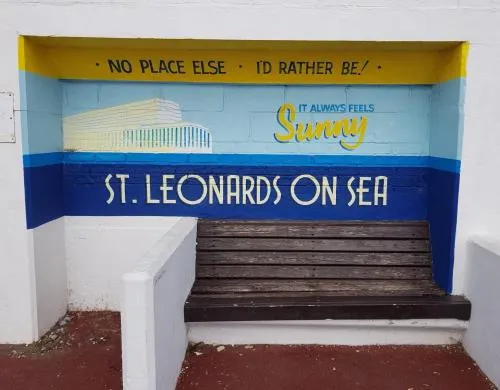 · NO PLACE ELSE · I'D RATHER BE! ·
IT ALWAYS FEELS
Sunny
ST. LEONARDS ON SEA